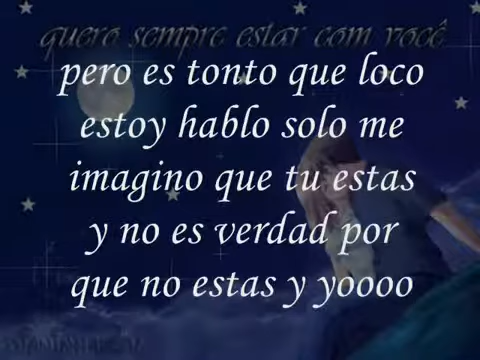 quero sempre estar com você
pero es tonto que loco
estoy hablo solo me
imagino que tu estas
y no es verdad por
que no estas y yoooo